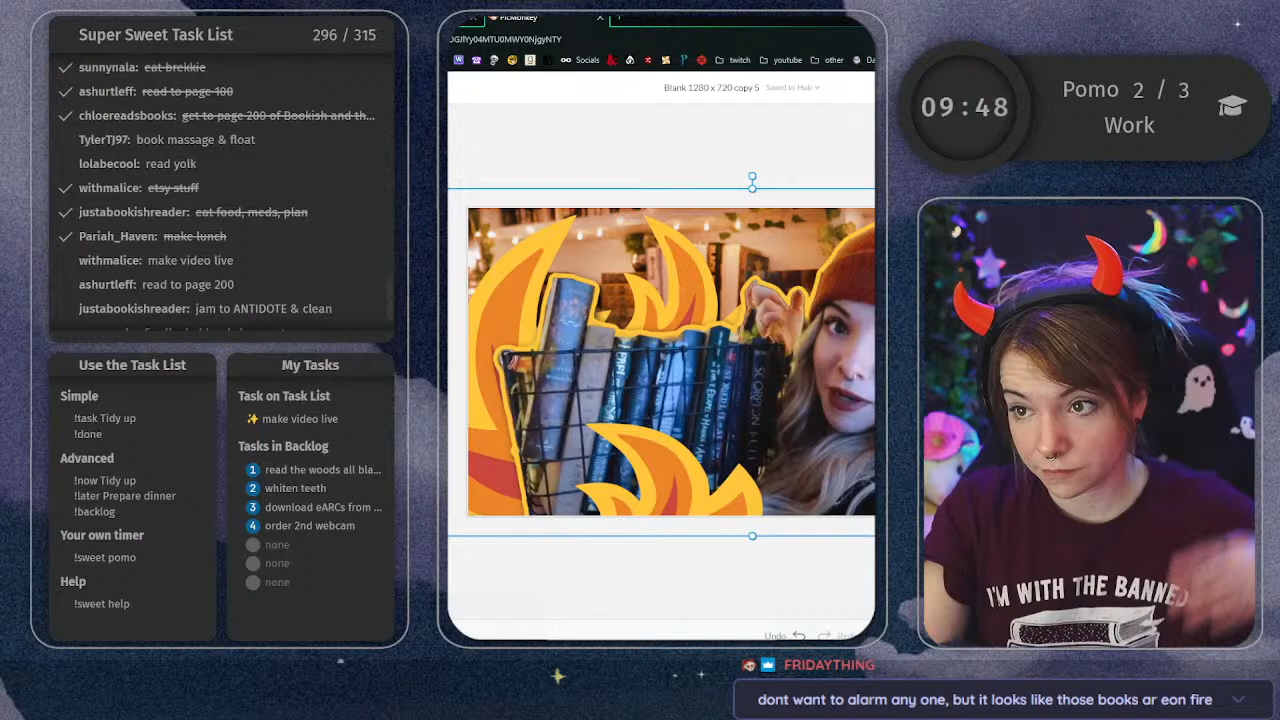 Super Sweet Task List 296 / 315
sunnynala: eat brekkie
ashurtleff: read to page 100
chloereadsbooks: get to page 200 of Bookish and th...
TylerTJ97: book massage & float
lolabecool: read yolk
withmalice: etsy stuff
justabookishreader: eat food, meds, plan
Pariah_Haven: make lunch
withmalice: make video live
ashurtleff: read to page 200
justabookishreader: jam to ANTIDOTE & clean
Use the Task List
Simple
!task Tidy up
!done
Advanced
!now Tidy up
!later Prepare dinner
!backlog
Your own timer
!sweet pomo
Help
!sweet help
My Tasks
Task on Task List
✨ make video live
Tasks in Backlog
1 read the woods all bla...
2 whiten teeth
3 download eARCs from ...
4 order 2nd webcam
none
none
none
PicMonkey
Socials twitch youtube other Da
Blank 1280 x 720 copy 5 Saved to Hub
Undo
09:48
Pomo 2 / 3
Work
I'M WITH THE BANNED
FRIDAYTHING
dont want to alarm any one, but it looks like those books ar eon fire